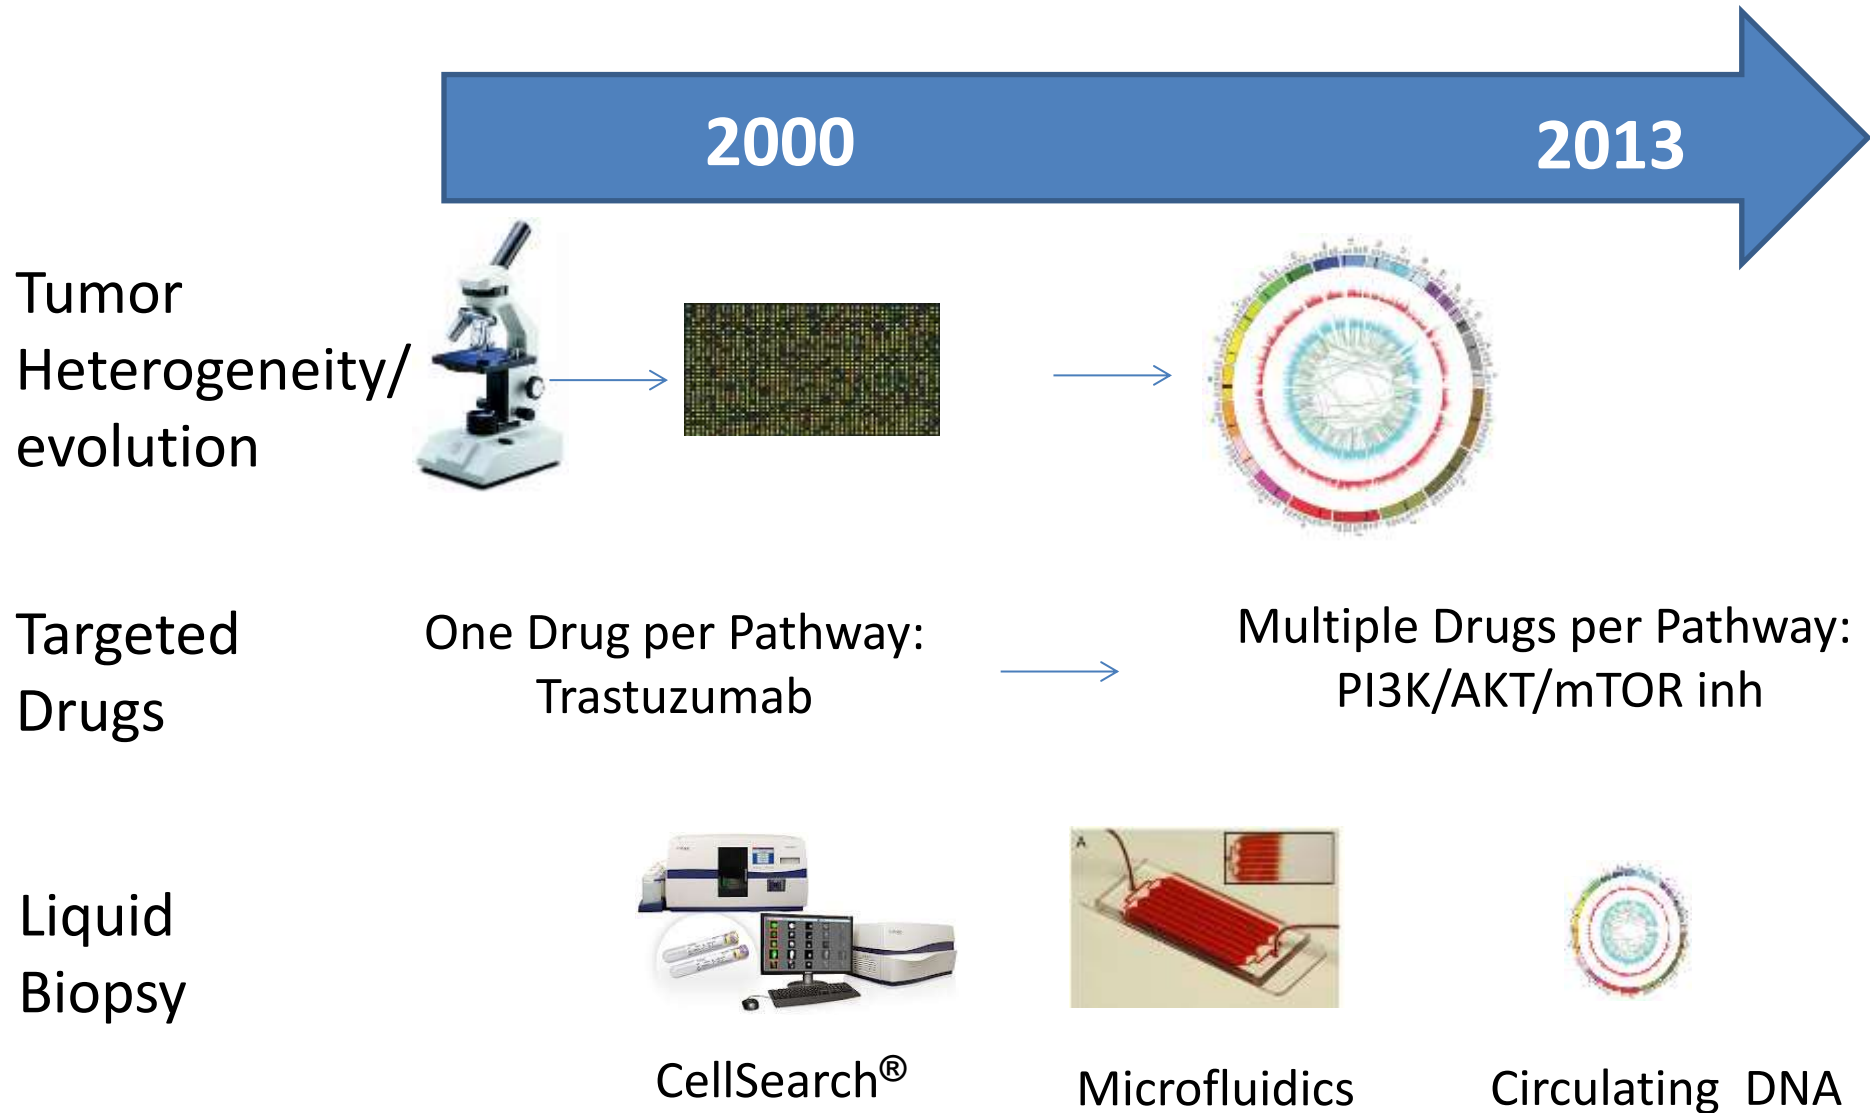 2000
2013
Tumor
Heterogeneity/
evolution
Targeted
Drugs
One Drug per Pathway:
Trastuzumab
Multiple Drugs per Pathway:
PI3K/AKT/mTOR inh
Liquid
Biopsy
A
CellSearch®
Microfluidics
Circulating DNA